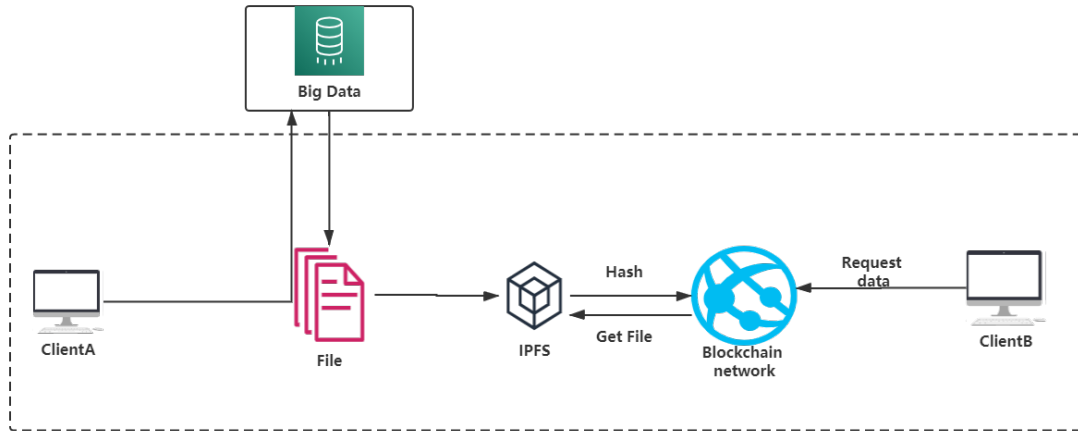 Big Data
ClientA
File
IPFS
Hash
Get File
Blockchain
network
Request
data
ClientB